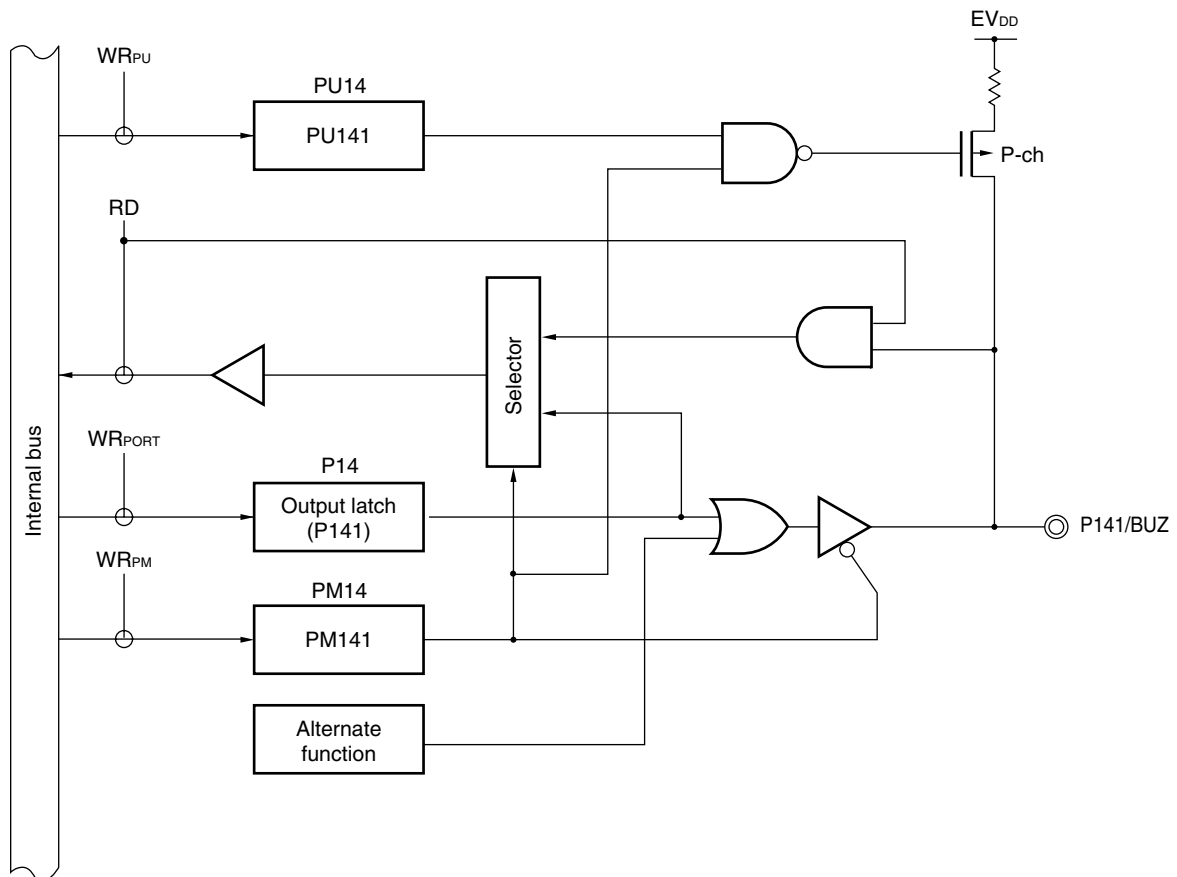 EVDD
WRPU
PU14
PU141
P-ch
RD
Selector
Internal bus
WRPORT
P14
Output latch
(P141)
P141/BUZ
WRPM
PM14
PM141
Alternate
function